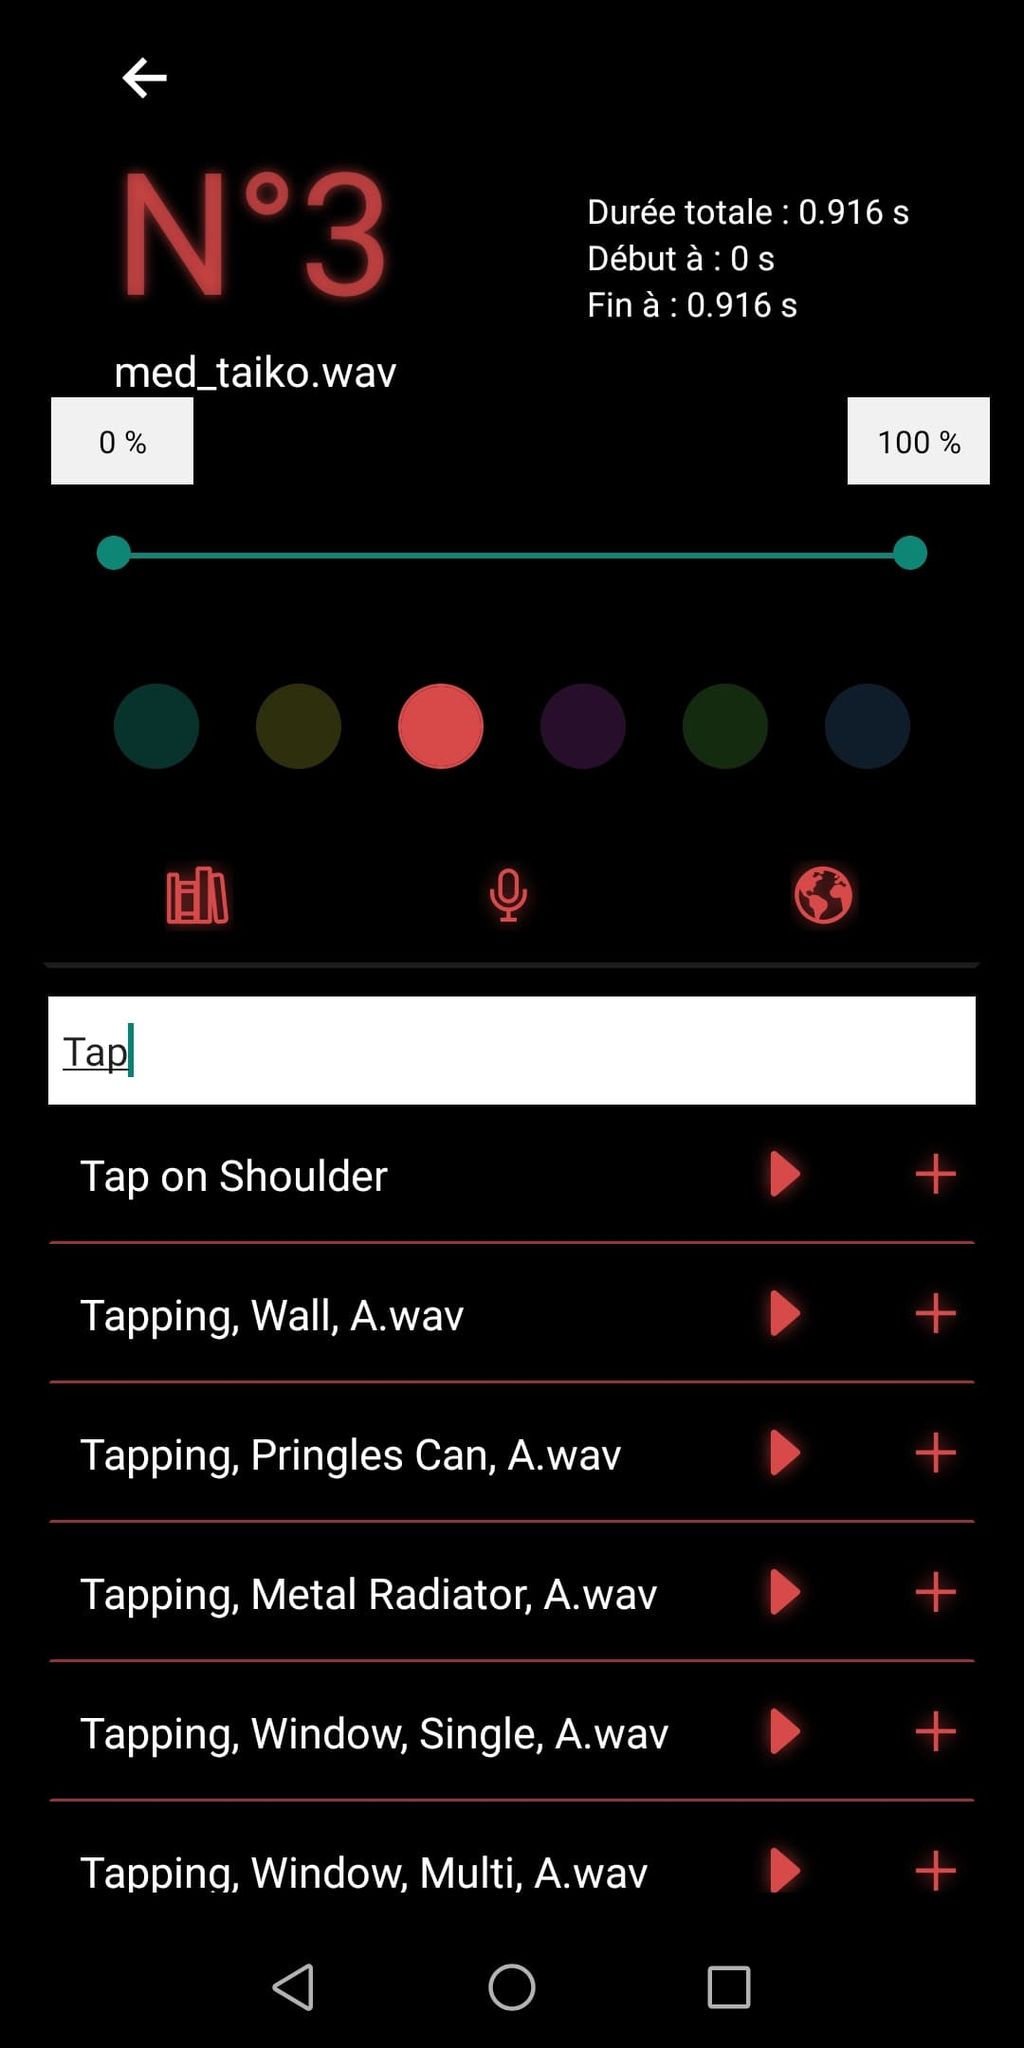 N°3
Durée totale : 0.916 s
Début à : 0 s
Fin à : 0.916 s
med_taiko.wav
0 %
100 %
Tap
Tap on Shoulder
Tapping, Wall, A.wav
Tapping, Pringles Can, A.wav
Tapping, Metal Radiator, A.wav
Tapping, Window, Single, A.wav
Tapping, Window, Multi, A.wav